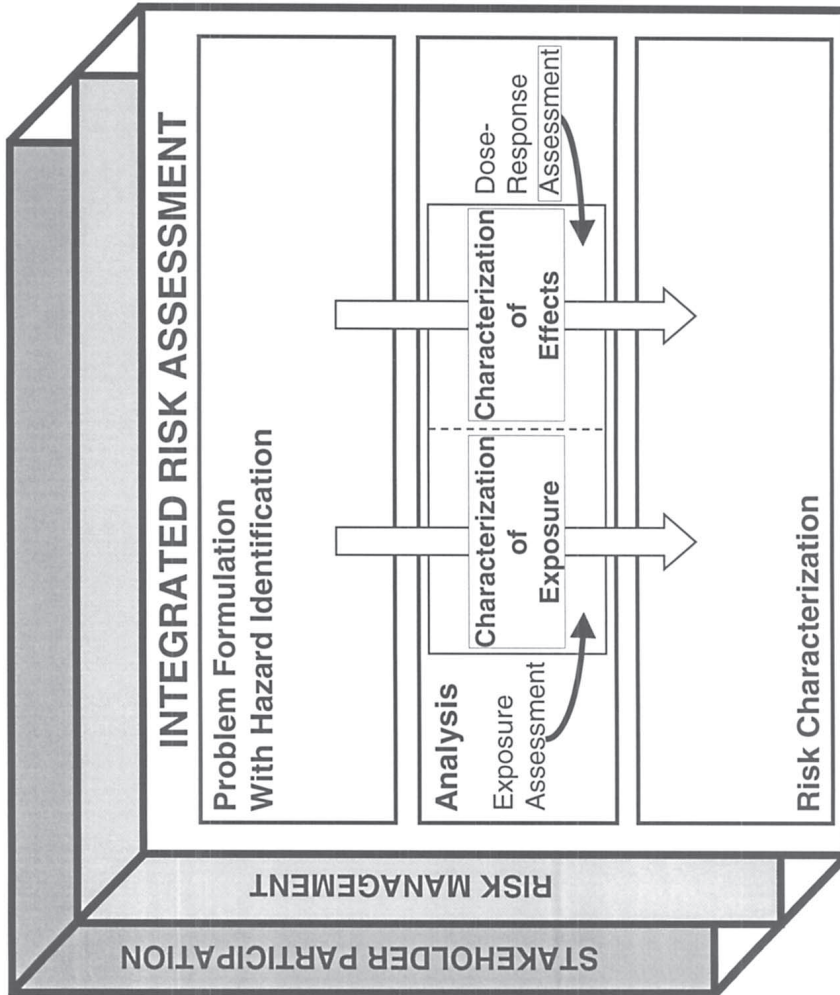 INTEGRATED RISK ASSESSMENT
Problem Formulation
With Hazard Identification
Analysis
Exposure
Assessment
Characterization
of
Exposure
Characterization
of
Effects
Dose-
Response
Assessment
Risk Characterization
RISK MANAGEMENT
STAKEHOLDER PARTICIPATION